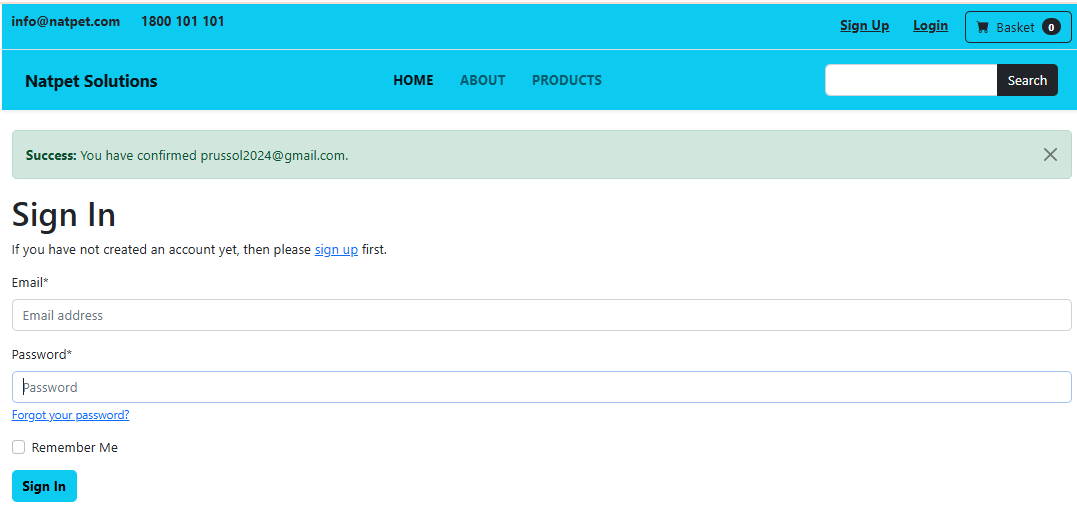 info@natpet.com 1800 101 101 Sign Up Login Basket 0
Natpet Solutions HOME ABOUT PRODUCTS Search
Success: You have confirmed prussol2024@gmail.com.
Sign In
If you have not created an account yet, then please sign up first.
Email*
Email address
Password*
Password
Forgot your password?
Remember Me
Sign In